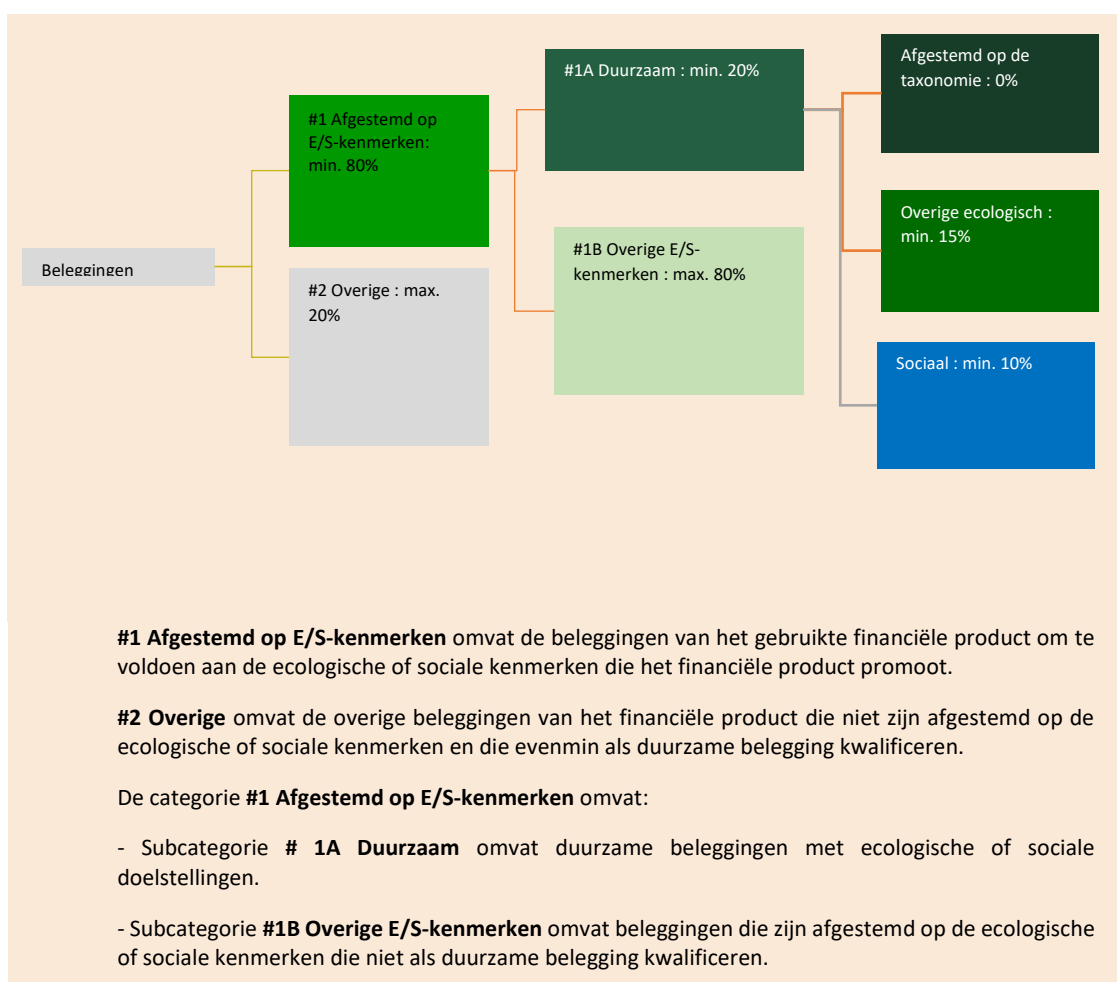 Beleggingen
#1 Afgestemd op
E/S-kenmerken:
min. 80%
#2 Overige : max.
20%
#1A Duurzaam : min. 20%
#1B Overige E/S-
kenmerken : max. 80%
Afgestemd op de
taxonomie : 0%
Overige ecologisch :
min. 15%
Sociaal : min. 10%
#1 Afgestemd op E/S-kenmerken omvat de beleggingen van het gebruikte financiële product om te
voldoen aan de ecologische of sociale kenmerken die het financiële product promoot.
#2 Overige omvat de overige beleggingen van het financiële product die niet zijn afgestemd op de
ecologische of sociale kenmerken en die evenmin als duurzame belegging kwalificeren.
De categorie #1 Afgestemd op E/S-kenmerken omvat:
- Subcategorie # 1A Duurzaam omvat duurzame beleggingen met ecologische of sociale
doelstellingen.
- Subcategorie #1B Overige E/S-kenmerken omvat beleggingen die zijn afgestemd op de ecologische
of sociale kenmerken die niet als duurzame belegging kwalificeren.